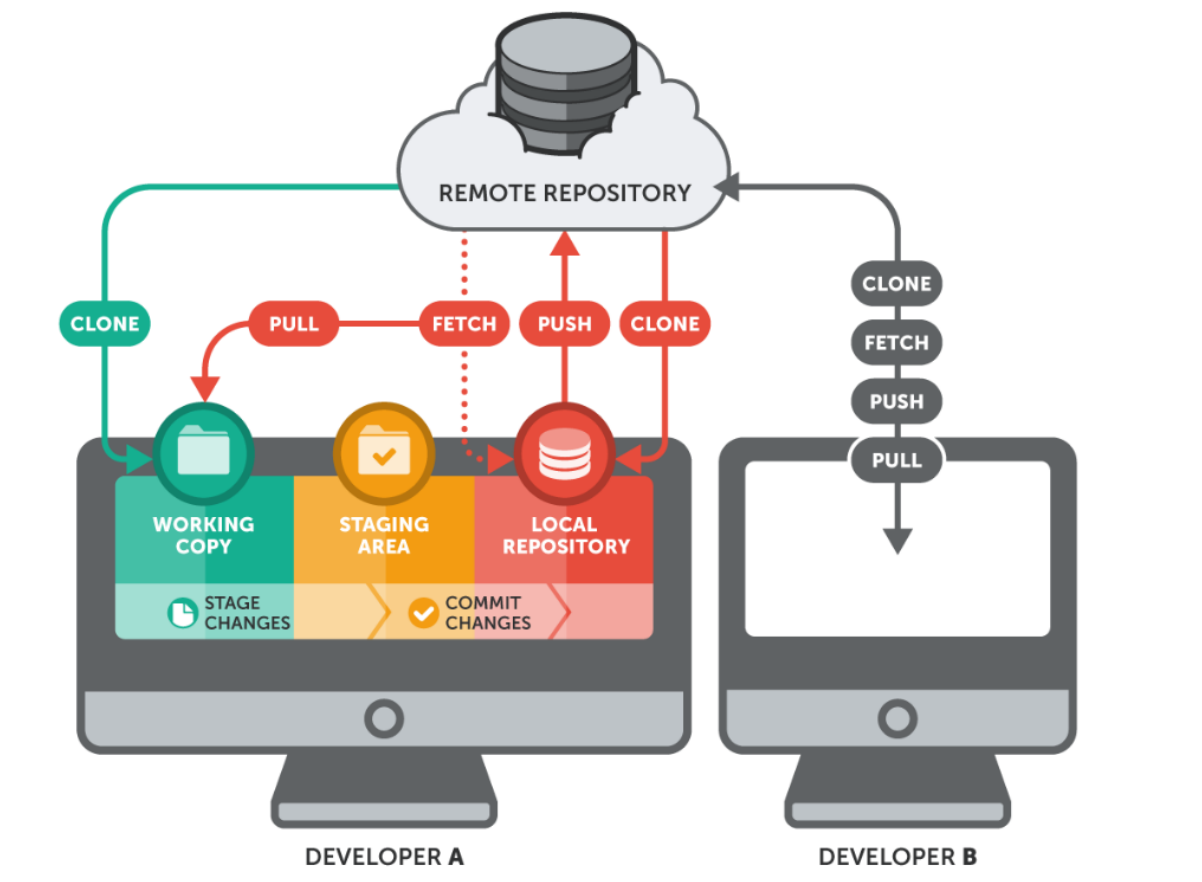 REMOTE REPOSITORY
CLONE
PULL
FETCH
PUSH
CLONE
CLONE
FETCH
PUSH
PULL
WORKING
COPY
STAGING
AREA
LOCAL
REPOSITORY
STAGE
CHANGES
COMMIT
CHANGES
DEVELOPER A
DEVELOPER B